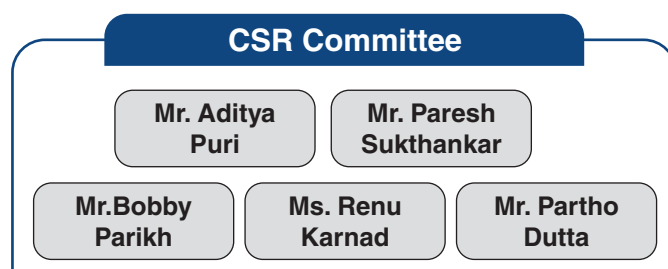 CSR Committee
Mr. Aditya
Puri
Mr. Paresh
Sukthankar
Mr.Bobby
Parikh
Ms. Renu
Karnad
Mr. Partho
Dutta